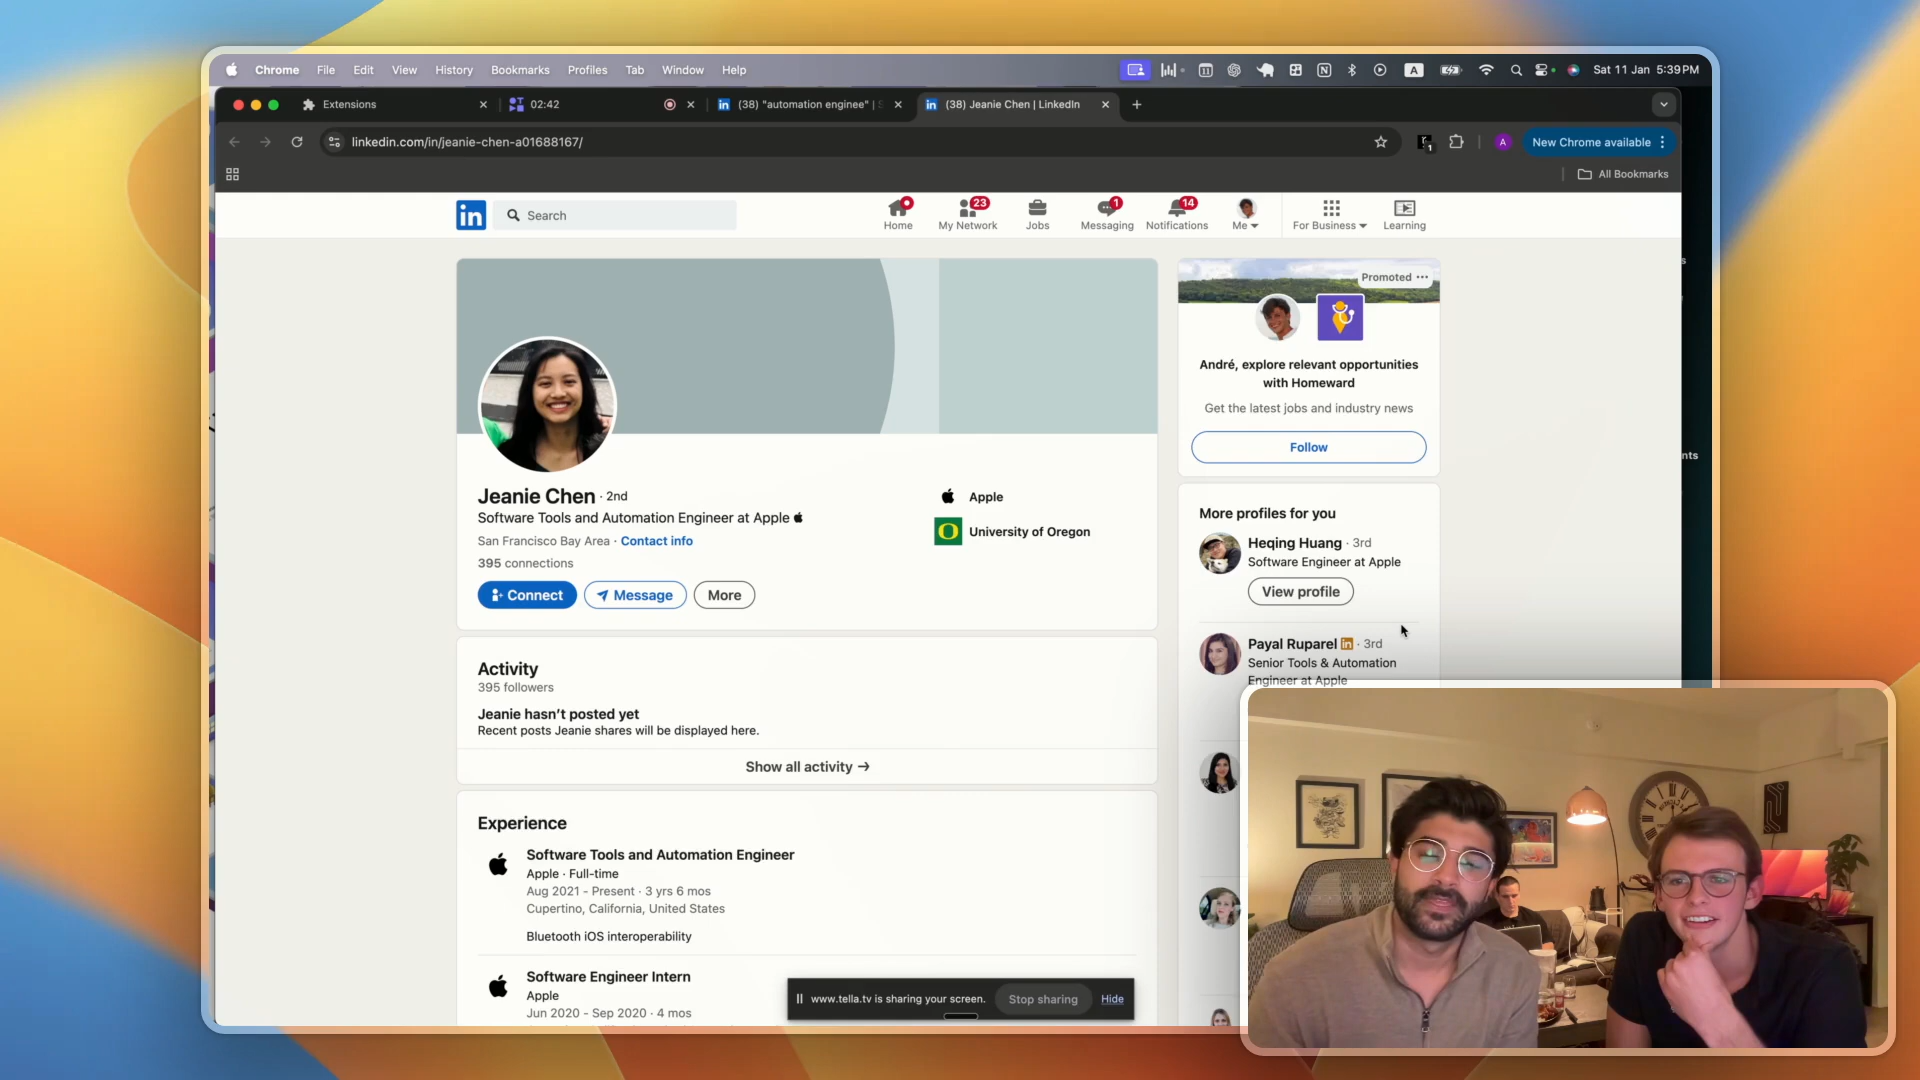 Chrome File Edit View History Bookmarks Profiles Tab Window Help
Sat 11 Jan 5:39 PM
Extensions
02:42
(38) "automation enginee" | S
(38) Jeanie Chen | LinkedIn
linkedin.com/in/jeanie-chen-a01688167/
New Chrome available
All Bookmarks
Search
23
1
14
Home
My Network
Jobs
Messaging
Notifications
Me
For Business
Learning
Promoted
André, explore relevant opportunities
with Homeward
Get the latest jobs and industry news
Follow
Jeanie Chen · 2nd
Software Tools and Automation Engineer at Apple
San Francisco Bay Area · Contact info
395 connections
Connect
Message
More
Apple
University of Oregon
Activity
395 followers
Jeanie hasn't posted yet
Recent posts Jeanie shares will be displayed here.
Show all activity →
Experience
Software Tools and Automation Engineer
Apple · Full-time
Aug 2021 - Present · 3 yrs 6 mos
Cupertino, California, United States
Bluetooth iOS interoperability
Software Engineer Intern
Apple
Jun 2020 - Sep 2020 · 4 mos
More profiles for you
Heqing Huang · 3rd
Software Engineer at Apple
View profile
Payal Ruparel in · 3rd
Senior Tools & Automation
Engineer at Apple
www.tella.tv is sharing your screen.
Stop sharing
Hide
nts